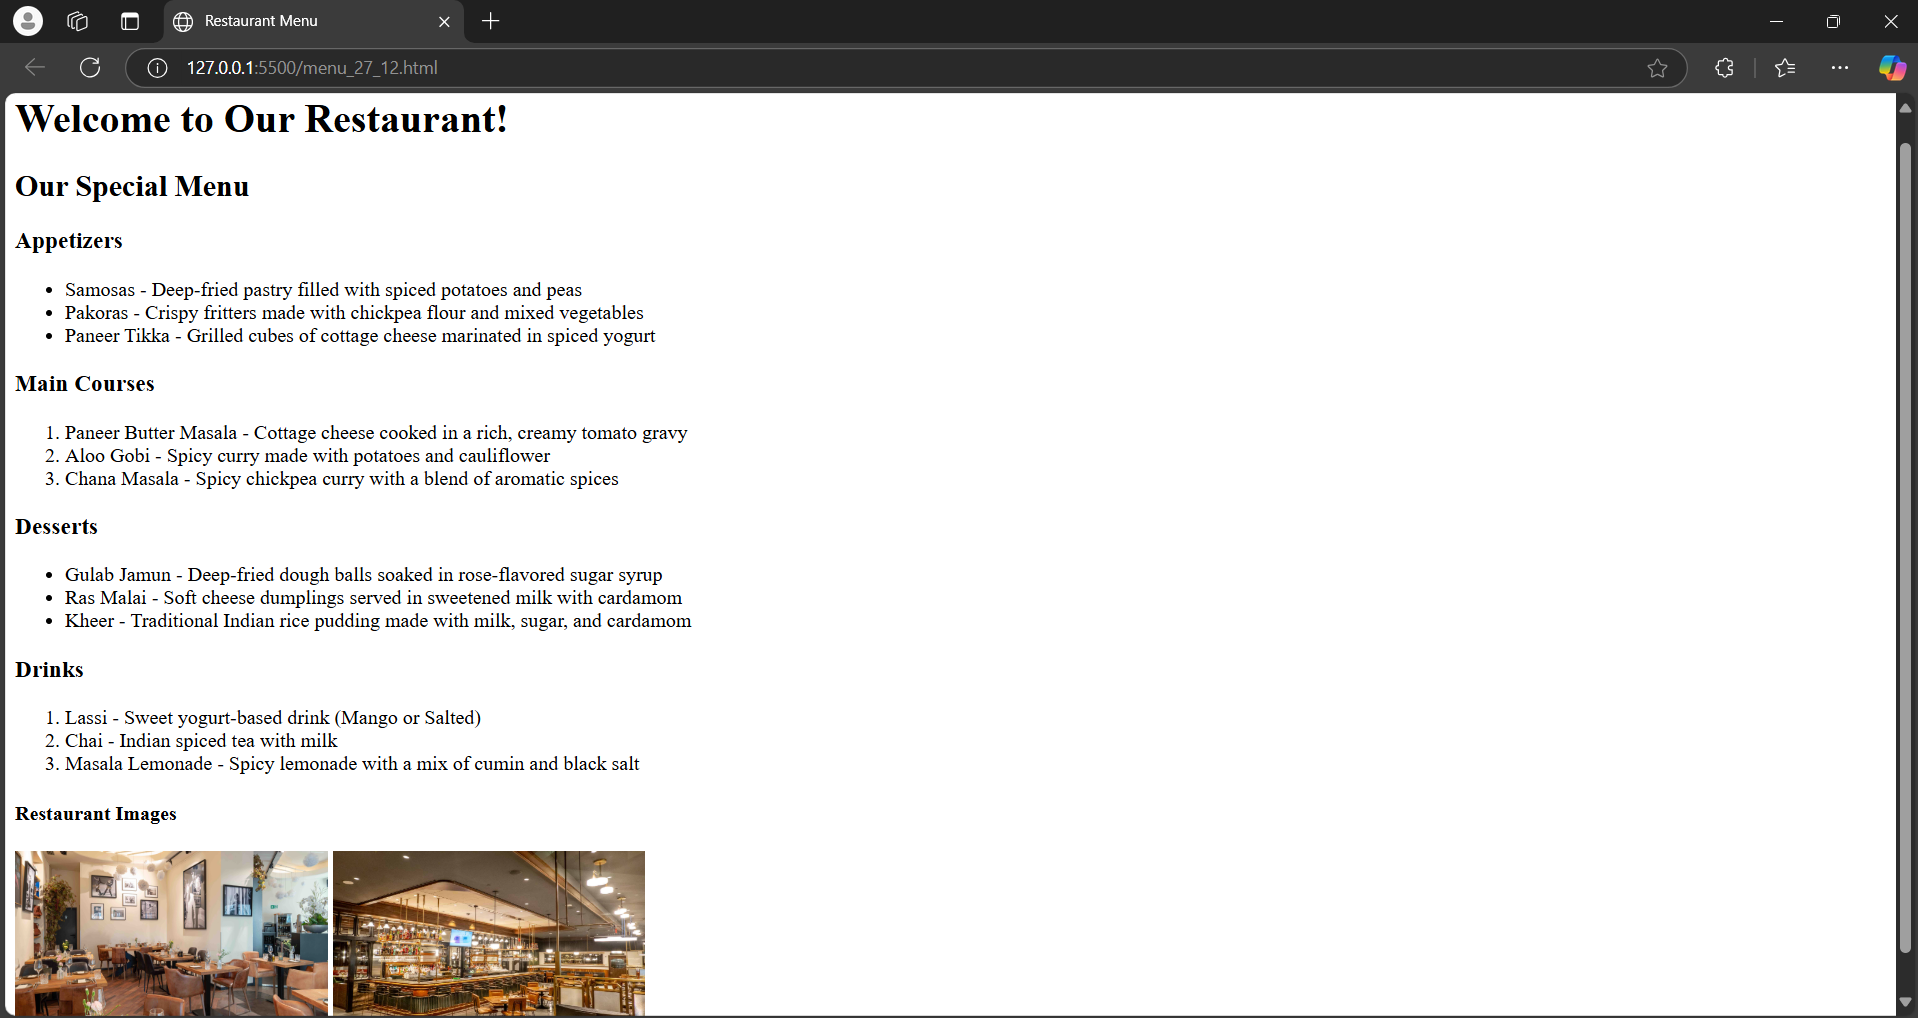 Restaurant Menu
127.0.0.1:5500/menu_27_12.html
Welcome to Our Restaurant!
Our Special Menu
Appetizers
• Samosas - Deep-fried pastry filled with spiced potatoes and peas
• Pakoras - Crispy fritters made with chickpea flour and mixed vegetables
• Paneer Tikka - Grilled cubes of cottage cheese marinated in spiced yogurt
Main Courses
1. Paneer Butter Masala - Cottage cheese cooked in a rich, creamy tomato gravy
2. Aloo Gobi - Spicy curry made with potatoes and cauliflower
3. Chana Masala - Spicy chickpea curry with a blend of aromatic spices
Desserts
• Gulab Jamun - Deep-fried dough balls soaked in rose-flavored sugar syrup
• Ras Malai - Soft cheese dumplings served in sweetened milk with cardamom
• Kheer - Traditional Indian rice pudding made with milk, sugar, and cardamom
Drinks
1. Lassi - Sweet yogurt-based drink (Mango or Salted)
2. Chai - Indian spiced tea with milk
3. Masala Lemonade - Spicy lemonade with a mix of cumin and black salt
Restaurant Images